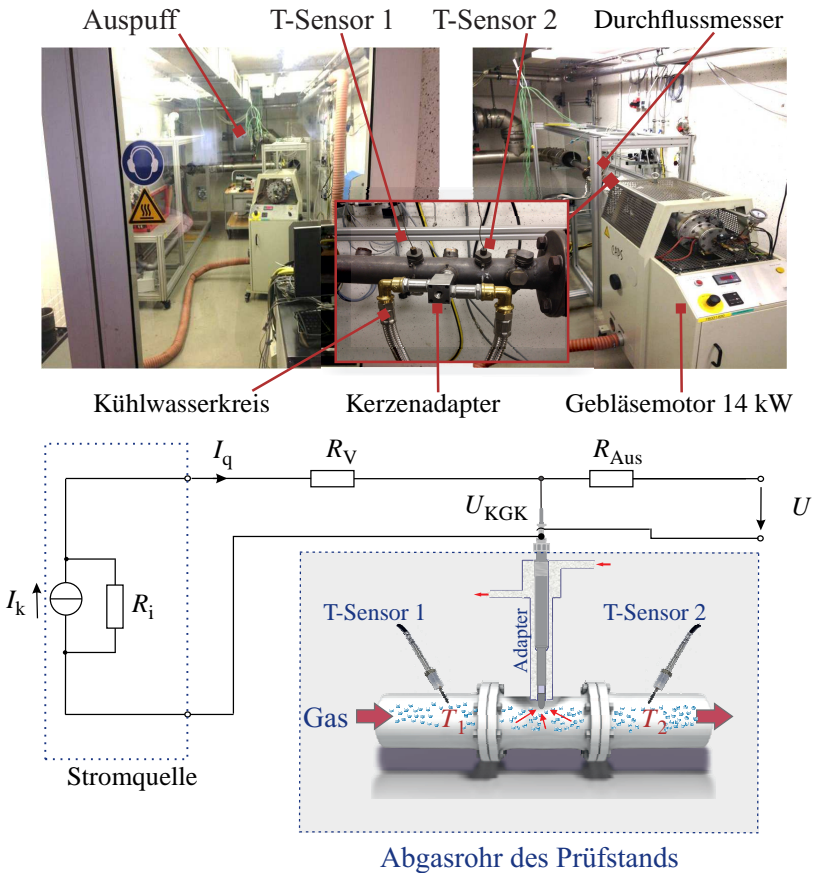 Auspuff T-Sensor 1 T-Sensor 2 Durchflussmesser
CAPS
Kühlwasserkreis Kerzenadapter Gebläsemotor 14 kW
I_q R_V R_Aus
U_KGK U
I_k R_i
T-Sensor 1 Adapter T-Sensor 2
Gas T_1 T_2
Stromquelle
Abgasrohr des Prüfstands